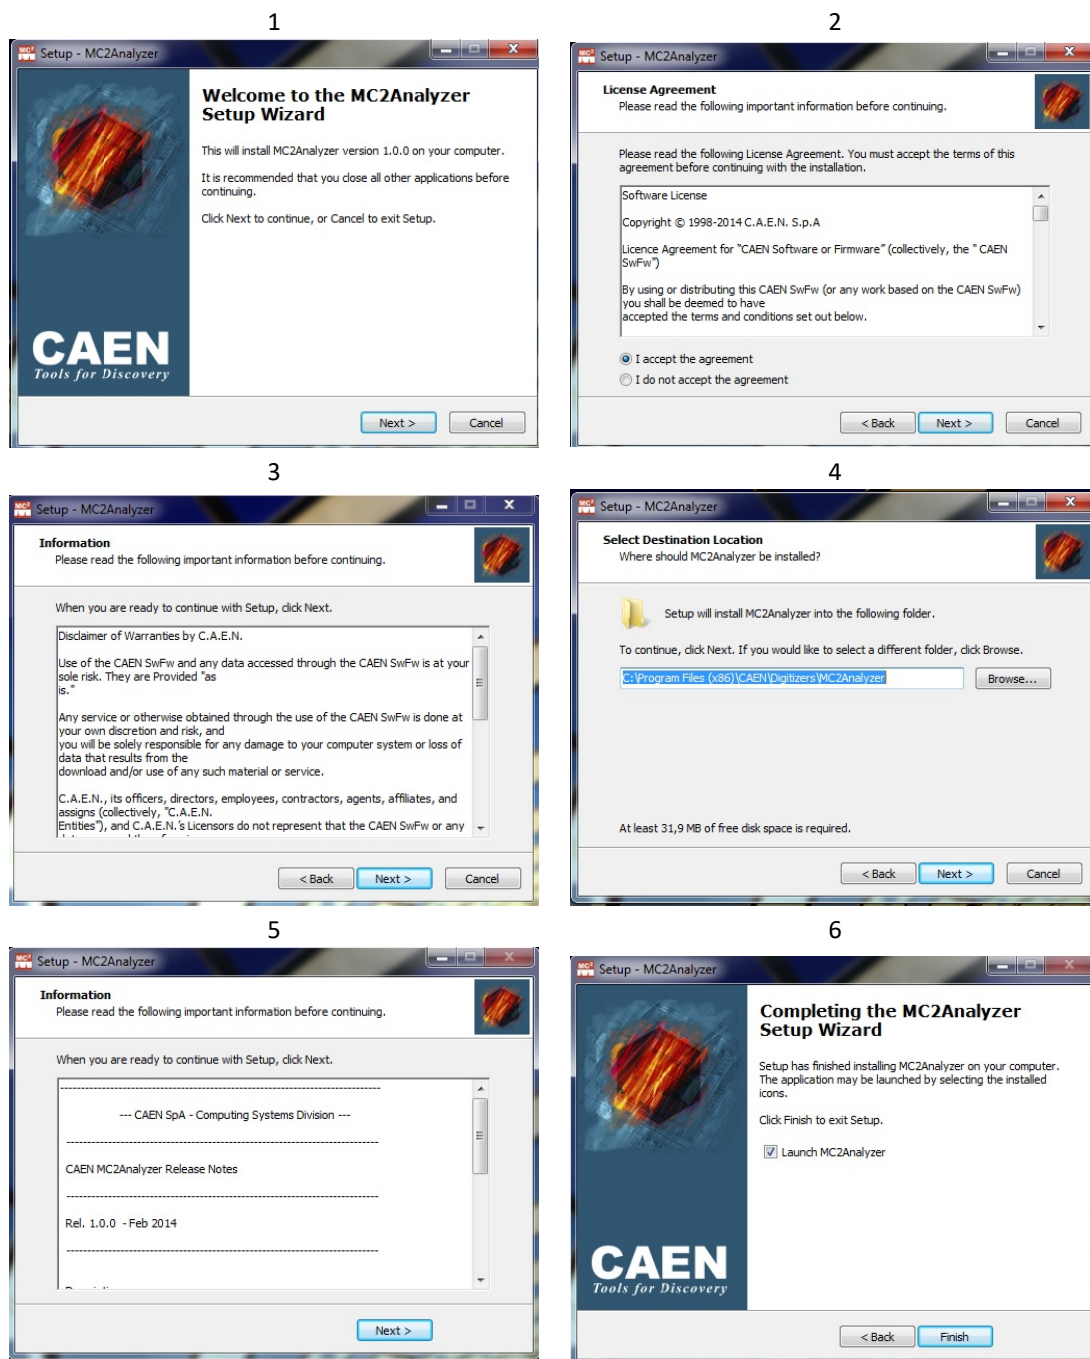 1
Setup - MC2Analyzer
Welcome to the MC2Analyzer
Setup Wizard
This will install MC2Analyzer version 1.0.0 on your computer.
It is recommended that you close all other applications before
continuing.
Click Next to continue, or Cancel to exit Setup.
CAEN
Tools for Discovery
Next >
Cancel
2
Setup - MC2Analyzer
License Agreement
Please read the following important information before continuing.
Please read the following License Agreement. You must accept the terms of this
agreement before continuing with the installation.
Software License
Copyright © 1998-2014 C.A.E.N. S.p.A
Licence Agreement for "CAEN Software or Firmware" (collectively, the " CAEN
SwFw")
By using or distributing this CAEN SwFw (or any work based on the CAEN SwFw)
you shall be deemed to have
accepted the terms and conditions set out below.
I accept the agreement
I do not accept the agreement
< Back
Next >
Cancel
3
Setup - MC2Analyzer
Information
Please read the following important information before continuing.
When you are ready to continue with Setup, click Next.
Disclaimer of Warranties by C.A.E.N.
Use of the CAEN SwFw and any data accessed through the CAEN SwFw is at your
sole risk. They are Provided "as
is."
Any service or otherwise obtained through the use of the CAEN SwFw is done at
your own discretion and risk, and
you will be solely responsible for any damage to your computer system or loss of
data that results from the
download and/or use of any such material or service.
C.A.E.N., its officers, directors, employees, contractors, agents, affiliates, and
assigns (collectively, "C.A.E.N.
Entities"), and C.A.E.N.'s Licensors do not represent that the CAEN SwFw or any
< Back
Next >
Cancel
4
Setup - MC2Analyzer
Select Destination Location
Where should MC2Analyzer be installed?
Setup will install MC2Analyzer into the following folder.
To continue, click Next. If you would like to select a different folder, click Browse.
C:\Program Files (x86)\CAEN\Digitizers\MC2Analyzer
Browse...
At least 31,9 MB of free disk space is required.
< Back
Next >
Cancel
5
Setup - MC2Analyzer
Information
Please read the following important information before continuing.
When you are ready to continue with Setup, click Next.
--- CAEN SpA - Computing Systems Division ---
CAEN MC2Analyzer Release Notes
Rel. 1.0.0 - Feb 2014
Next >
6
Setup - MC2Analyzer
Completing the MC2Analyzer
Setup Wizard
Setup has finished installing MC2Analyzer on your computer.
The application may be launched by selecting the installed
icons.
Click Finish to exit Setup.
Launch MC2Analyzer
CAEN
Tools for Discovery
< Back
Finish